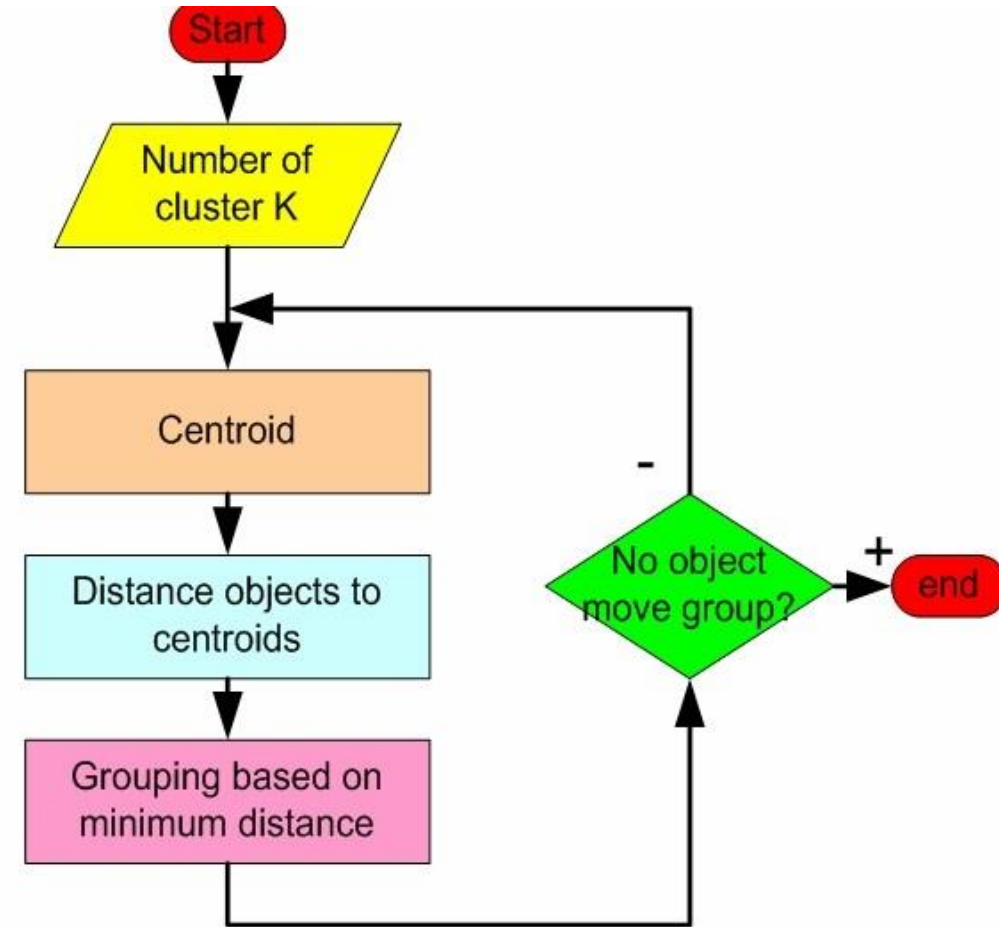 Start
Number of
cluster K
Centroid
Distance objects to
centroids
Grouping based on
minimum distance
-
No object
move group?
+
end